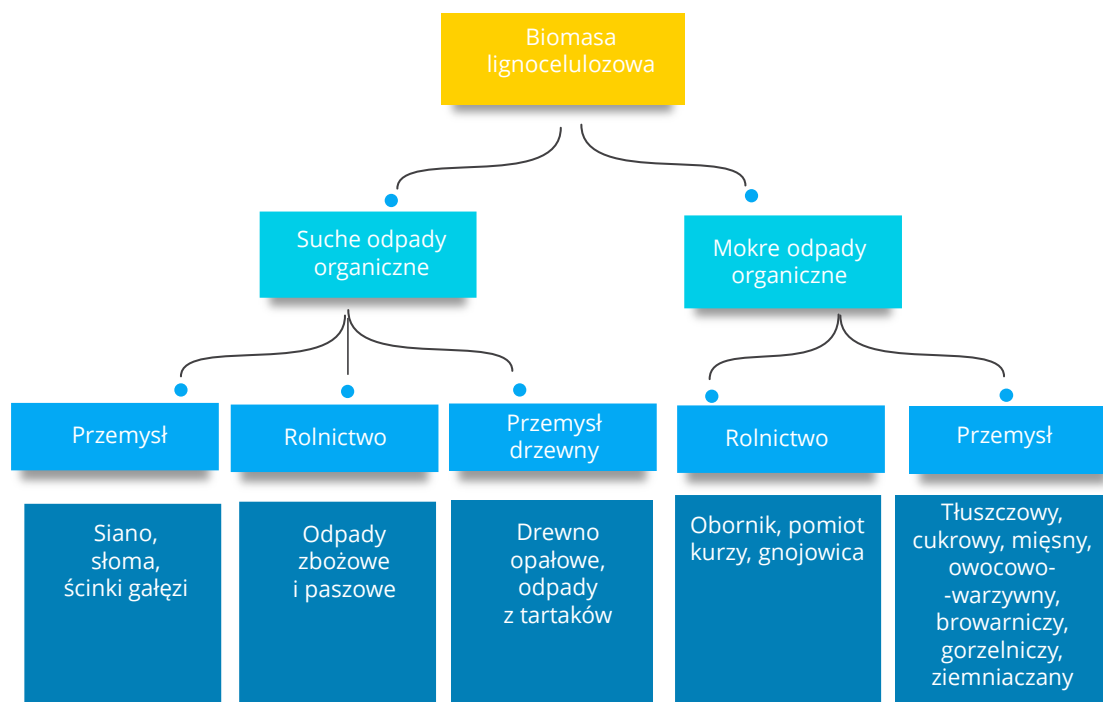 Biomasa
lignocelulozowa
Suche odpady
organiczne
Mokre odpady
organiczne
Przemysł
Rolnictwo
Przemysł
drzewny
Rolnictwo
Przemysł
Siano,
słoma,
ścinki gałęzi
Odpady
zbożowe
i paszowe
Drewno
opałowe,
odpady
z tartaków
Obornik, pomiot
kurzy, gnojowica
Tłuszczowy,
cukrowy, mięsny,
owocowo-
-warzywny,
browarniczy,
gorzelniczy,
ziemniaczany